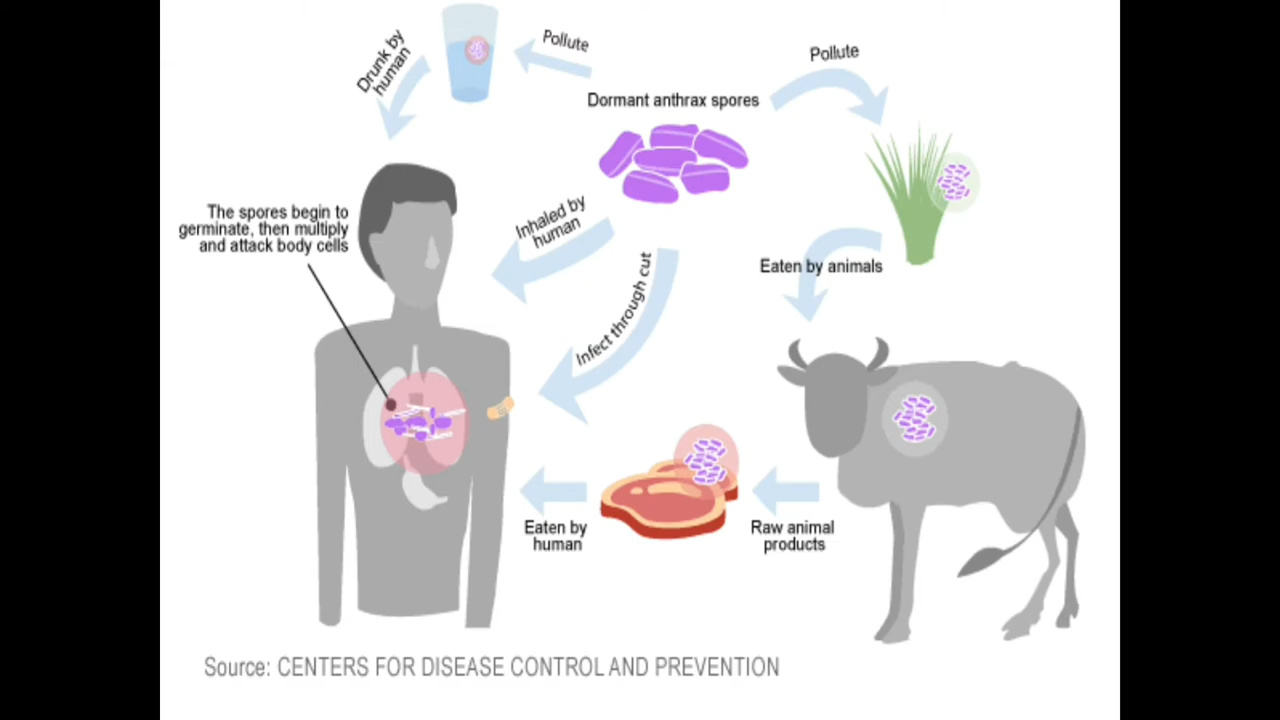 Drunk by
human
Pollute
Dormant anthrax spores
Pollute
The spores begin to
germinate, then multiply
and attack body cells
Inhaled by
human
Infect through cut
Eaten by animals
Eaten by
human
Raw animal
products
Source: CENTERS FOR DISEASE CONTROL AND PREVENTION